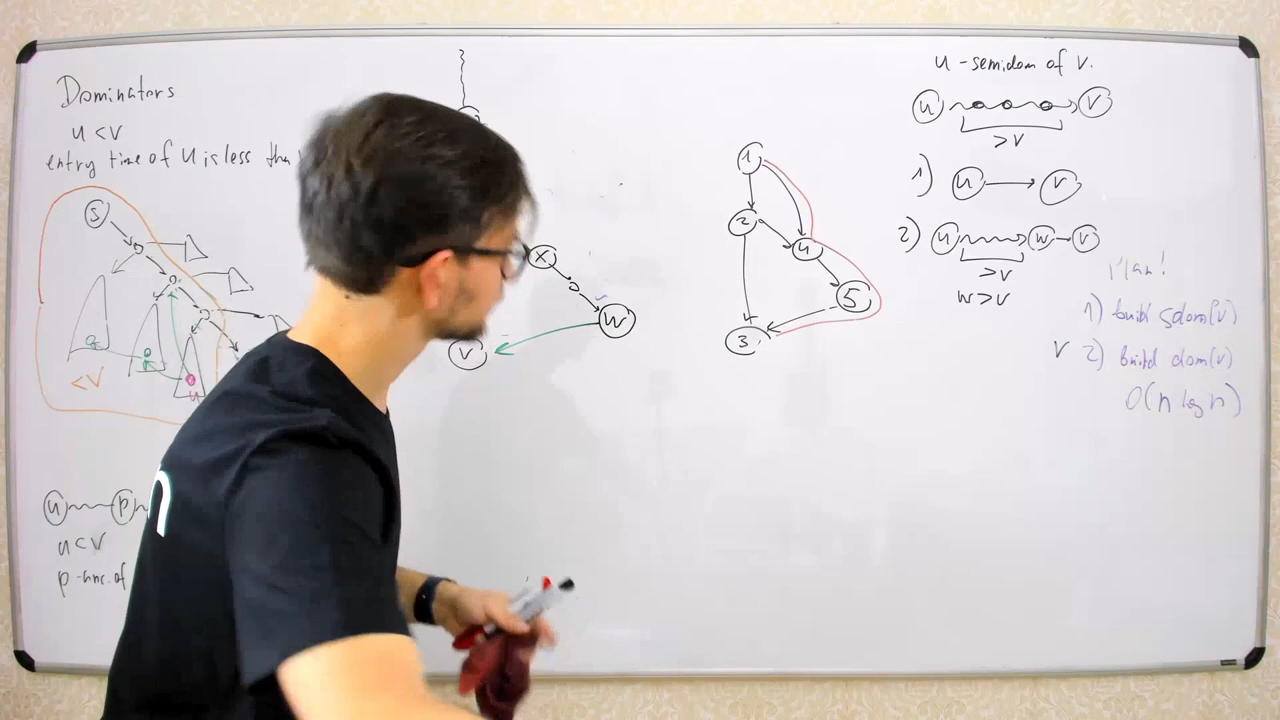 Dominators
u < v
entry time of u is less than
S
< V
u
u p
u < v
p-anc. of
x
w
v
1
2
4
5
3
u - semidom of v.
u v
> v
1) u v
2) u w v
> v
w > v
Plan!
1) build sdom(v)
v 2) build dom(v)
O(n log n)